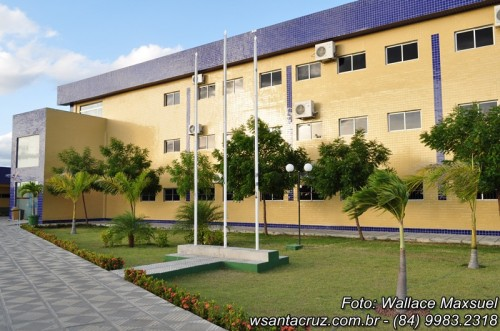 Foto: Wallace Maxsuel
wsantacruz.com.br - (84) 9983.2318